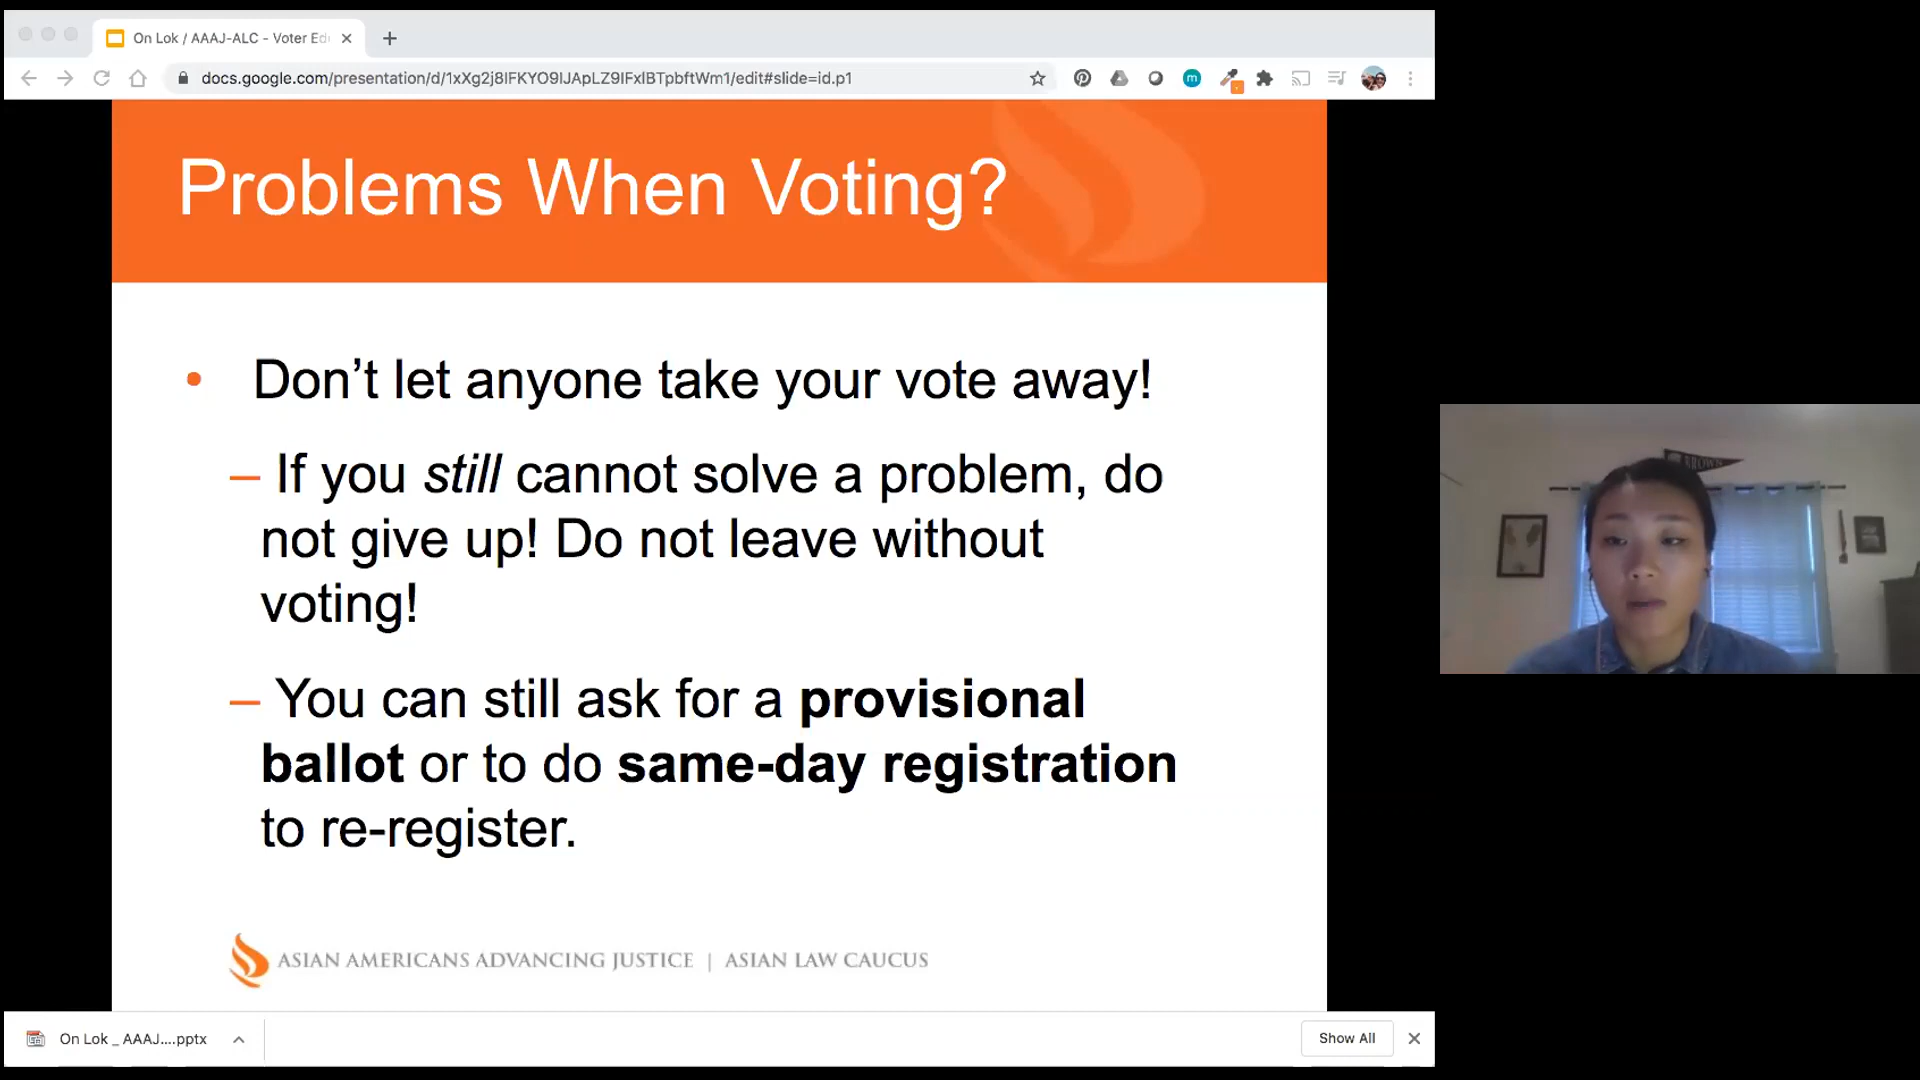 On Lok / AAAJ-ALC - Voter Ed
docs.google.com/presentation/d/1xXg2j8IFKYO9IJApLZ9IFxIBTpbftWm1/edit#slide=id.p1
m
Problems When Voting?
• Don’t let anyone take your vote away!
– If you still cannot solve a problem, do
not give up! Do not leave without
voting!
– You can still ask for a provisional
ballot or to do same-day registration
to re-register.
ASIAN AMERICANS ADVANCING JUSTICE | ASIAN LAW CAUCUS
BROWN
On Lok _ AAAJ....pptx
Show All